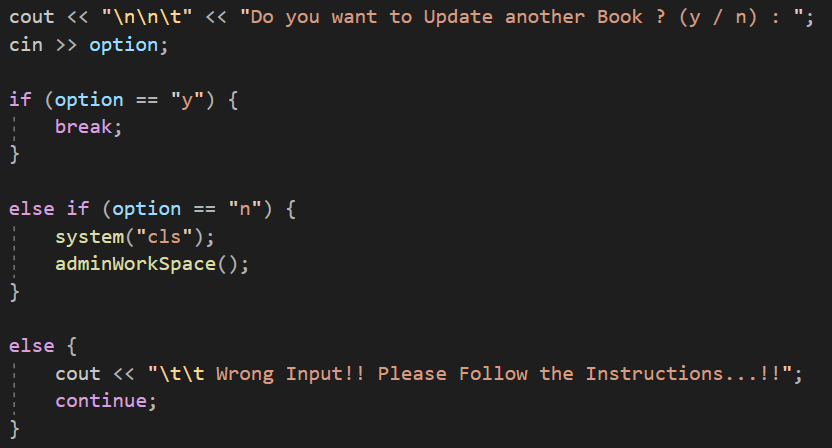 cout << "\n\n\t" << "Do you want to Update another Book ? (y / n) : ";
cin >> option;
if (option == "y") {
break;
}
else if (option == "n") {
system("cls");
adminWorkSpace();
}
else {
cout << "\t\t Wrong Input!! Please Follow the Instructions...!!";
continue;
}